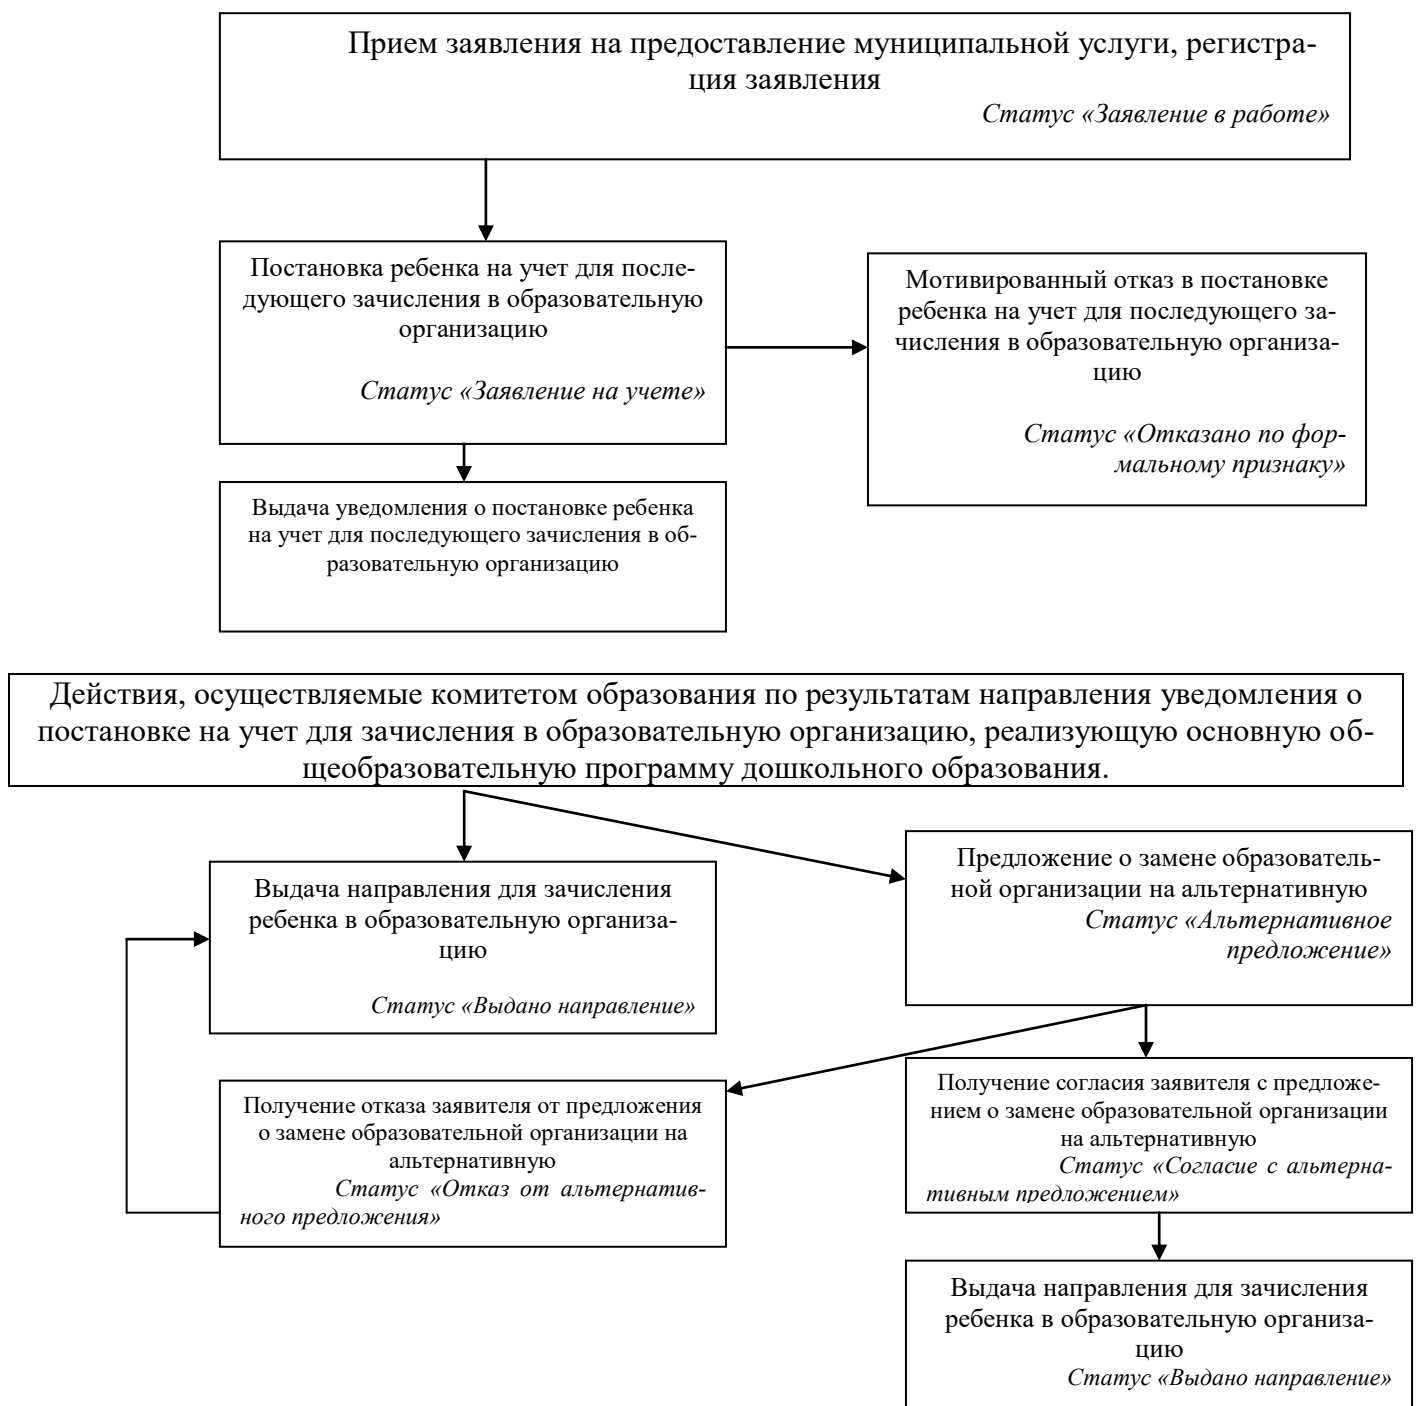 Прием заявления на предоставление муниципальной услуги, регистра-
ция заявления
Статус «Заявление в работе»
Постановка ребенка на учет для после-
дующего зачисления в образовательную
организацию
Статус «Заявление на учете»
Мотивированный отказ в постановке
ребенка на учет для последующего за-
числения в образовательную организа-
цию
Статус «Отказано по фор-
мальному признаку»
Выдача уведомления о постановке ребенка
на учет для последующего зачисления в об-
разовательную организацию
Действия, осуществляемые комитетом образования по результатам направления уведомления о
постановке на учет для зачисления в образовательную организацию, реализующую основную об-
щеобразовательную программу дошкольного образования.
Выдача направления для зачисления
ребенка в образовательную организа-
цию
Статус «Выдано направление»
Предложение о замене образователь-
ной организации на альтернативную
Статус «Альтернативное
предложение»
Получение отказа заявителя от предложения
о замене образовательной организации на
альтернативную
Статус «Отказ от альтернатив-
ного предложения»
Получение согласия заявителя с предложе-
нием о замене образовательной организации
на альтернативную
Статус «Согласие с альтерна-
тивным предложением»
Выдача направления для зачисления
ребенка в образовательную организа-
цию
Статус «Выдано направление»